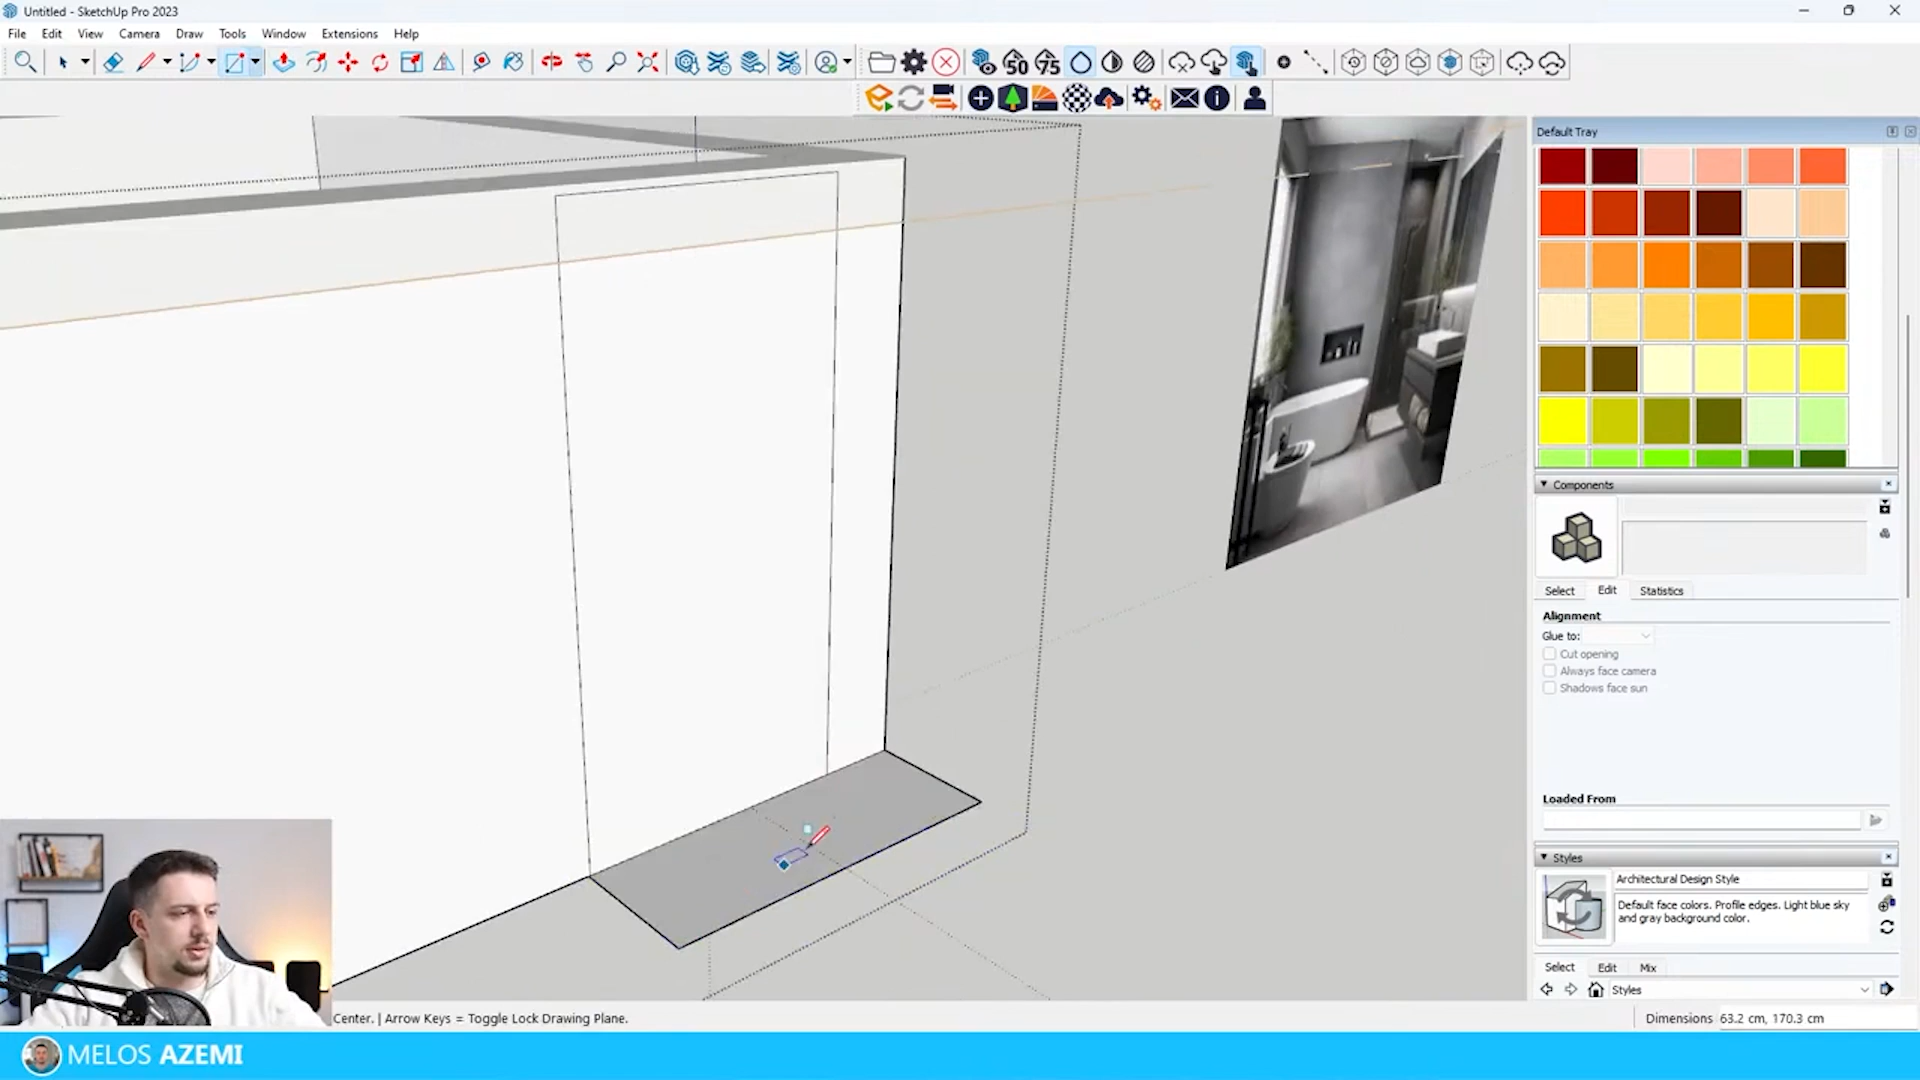 Untitled - SketchUp Pro 2023
File Edit View Camera Draw Tools Window Extensions Help
50 75
Default Tray
Components
Select Edit Statistics
Alignment
Glue to:
Cut opening
Always face camera
Shadows face sun
Loaded From
Styles
Architectural Design Style
Default face colors. Profile edges. Light blue sky
and gray background color.
Select Edit Mix
Styles
Center. | Arrow Keys = Toggle Lock Drawing Plane.
Dimensions 63.2 cm, 170.3 cm
MELOS AZEMI